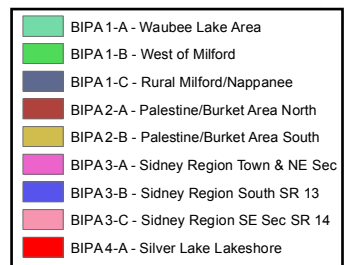 BIPA 1-A - Waubee Lake Area
BIPA 1-B - West of Milford
BIPA 1-C - Rural Milford/Nappanee
BIPA 2-A - Palestine/Burket Area North
BIPA 2-B - Palestine/Burket Area South
BIPA 3-A - Sidney Region Town & NE Sec
BIPA 3-B - Sidney Region South SR 13
BIPA 3-C - Sidney Region SE Sec SR 14
BIPA 4-A - Silver Lake Lakeshore